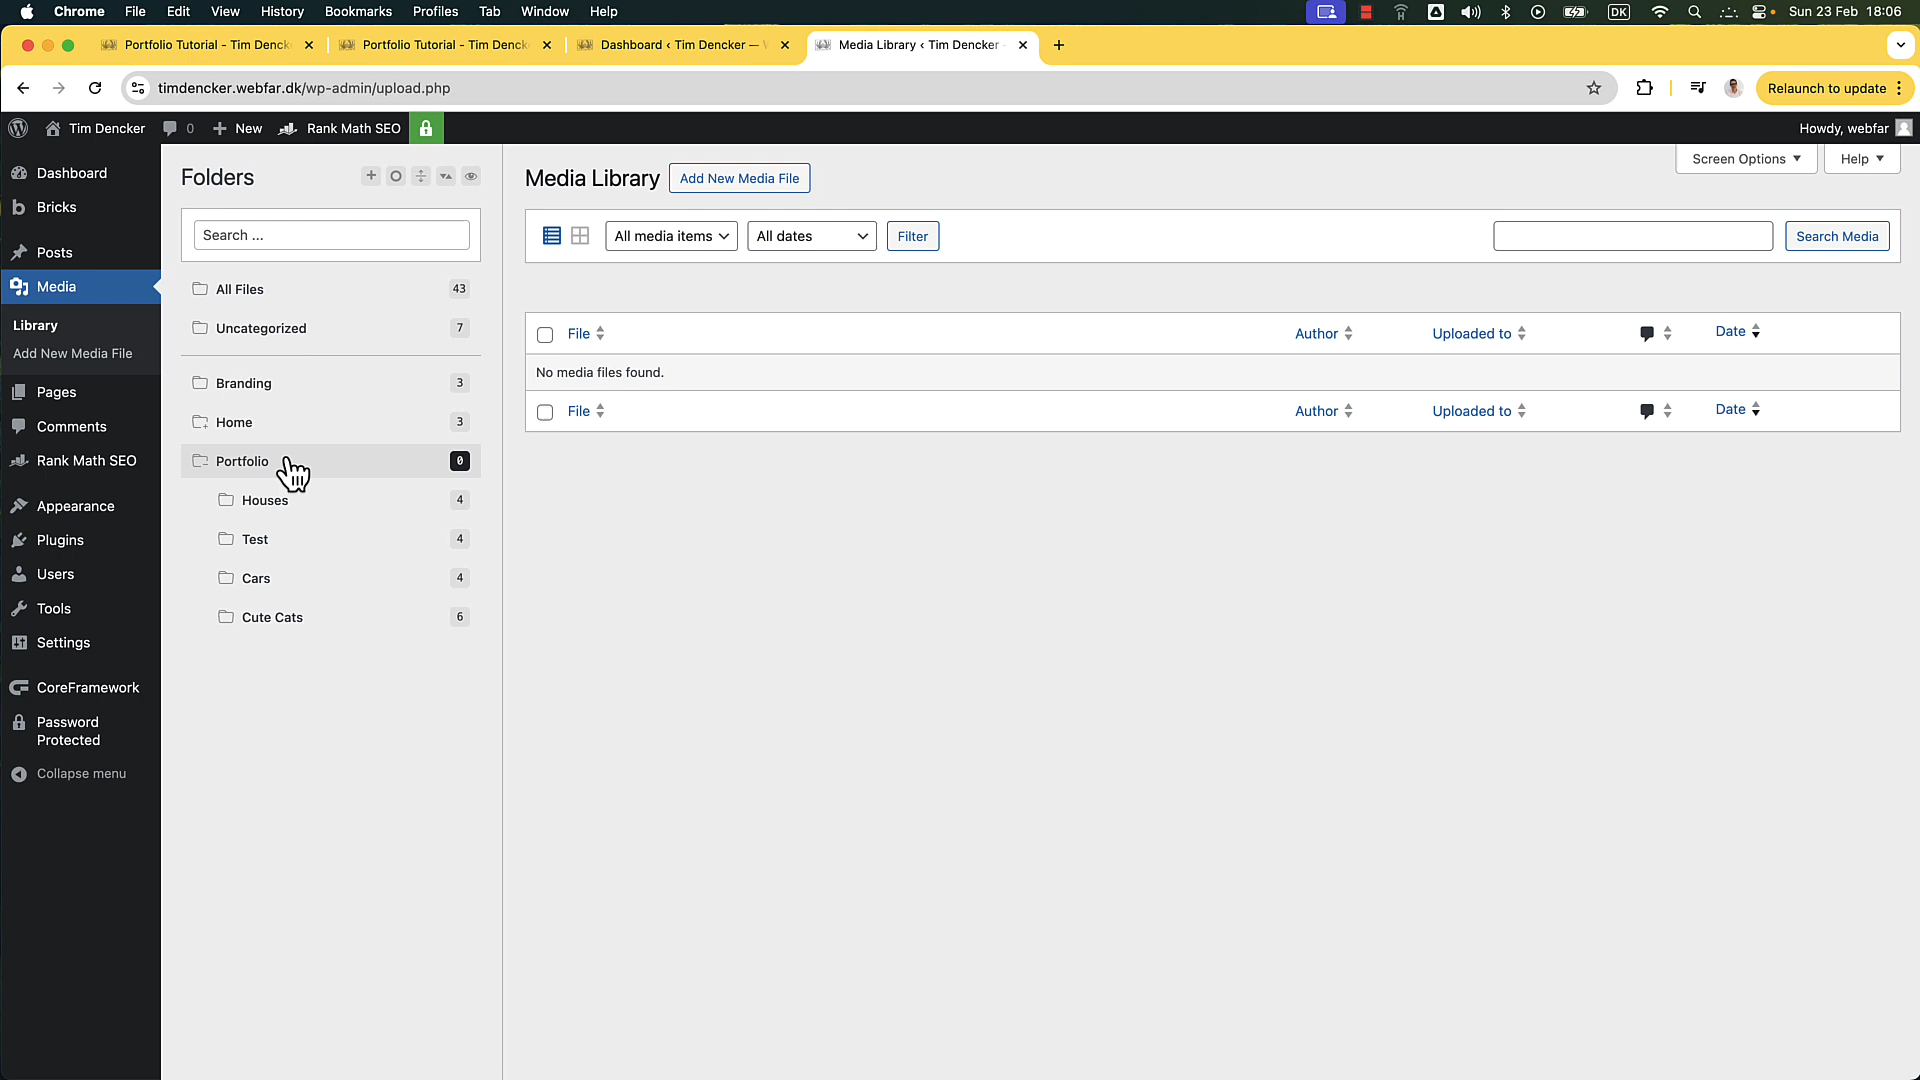 Chrome File Edit View History Bookmarks Profiles Tab Window Help DK Sun 23 Feb 18:06
Portfolio Tutorial - Tim Dencke Portfolio Tutorial - Tim Dencke Dashboard ‹ Tim Dencker — Media Library ‹ Tim Dencker
timdencker.webfar.dk/wp-admin/upload.php Relaunch to update
Tim Dencker 0 New Rank Math SEO Howdy, webfar
Screen Options Help
Dashboard
Bricks
Posts
Media
Library
Add New Media File
Pages
Comments
Rank Math SEO
Appearance
Plugins
Users
Tools
Settings
CoreFramework
Password
Protected
Collapse menu
Folders
Search ...
All Files 43
Uncategorized 7
Branding 3
Home 3
Portfolio 0
Houses 4
Test 4
Cars 4
Cute Cats 6
Media Library Add New Media File
All media items All dates Filter Search Media
File Author Uploaded to Date
No media files found.
File Author Uploaded to Date